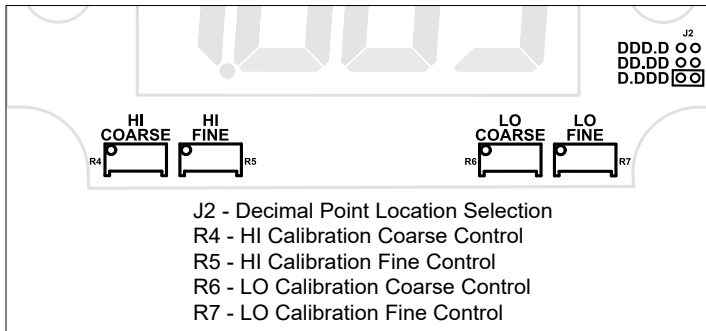 1.003
J2
DDD.D
DD.DD
D.DDD
HI COARSE
HI FINE
LO COARSE
LO FINE
R4
R5
R6
R7
J2 - Decimal Point Location Selection
R4 - HI Calibration Coarse Control
R5 - HI Calibration Fine Control
R6 - LO Calibration Coarse Control
R7 - LO Calibration Fine Control